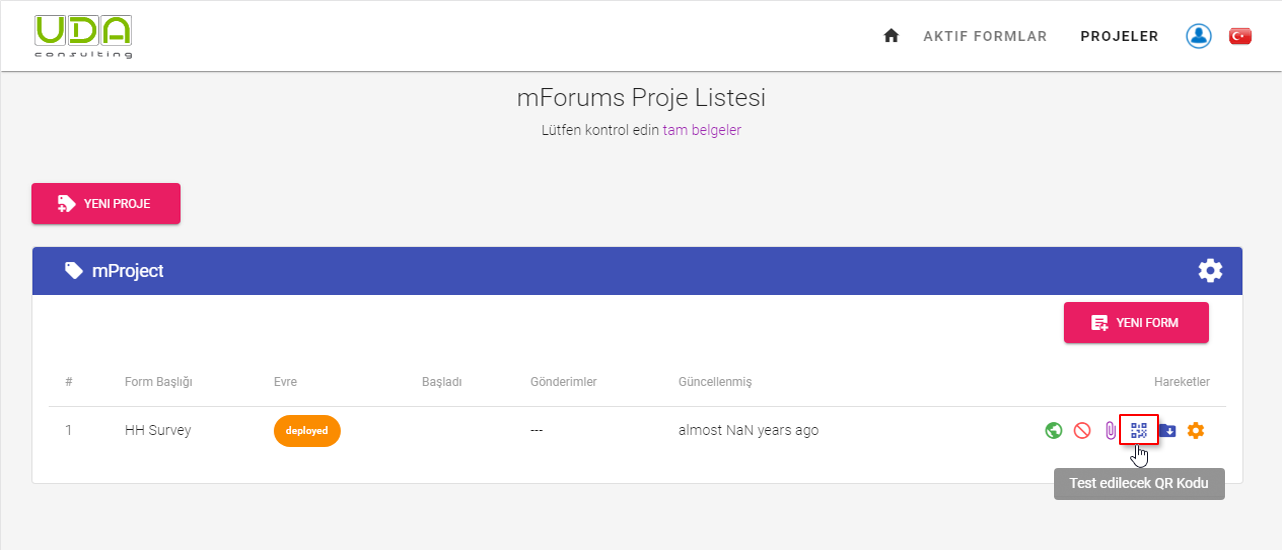 UDA
consulting
AKTIF FORMLAR
PROJELER
mForums Proje Listesi
Lütfen kontrol edin tam belgeler
YENI PROJE
mProject
YENI FORM
# Form Başlığı Evre Başladı Gönderimler Güncellenmiş Hareketler
1 HH Survey deployed --- almost NaN years ago
Test edilecek QR Kodu